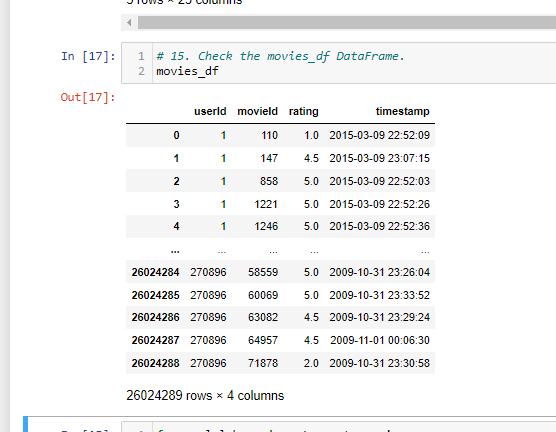 5 rows × 25 columns
In [17]: 1 # 15. Check the movies_df DataFrame.
2 movies_df
Out[17]:
userId movieId rating timestamp
0 1 110 1.0 2015-03-09 22:52:09
1 1 147 4.5 2015-03-09 23:07:15
2 1 858 5.0 2015-03-09 22:52:03
3 1 1221 5.0 2015-03-09 22:52:26
4 1 1246 5.0 2015-03-09 22:52:36
... ... ... ... ...
26024284 270896 58559 5.0 2009-10-31 23:26:04
26024285 270896 60069 5.0 2009-10-31 23:33:52
26024286 270896 63082 4.5 2009-10-31 23:29:24
26024287 270896 64957 4.5 2009-11-01 00:06:30
26024288 270896 71878 2.0 2009-10-31 23:30:58
26024289 rows × 4 columns